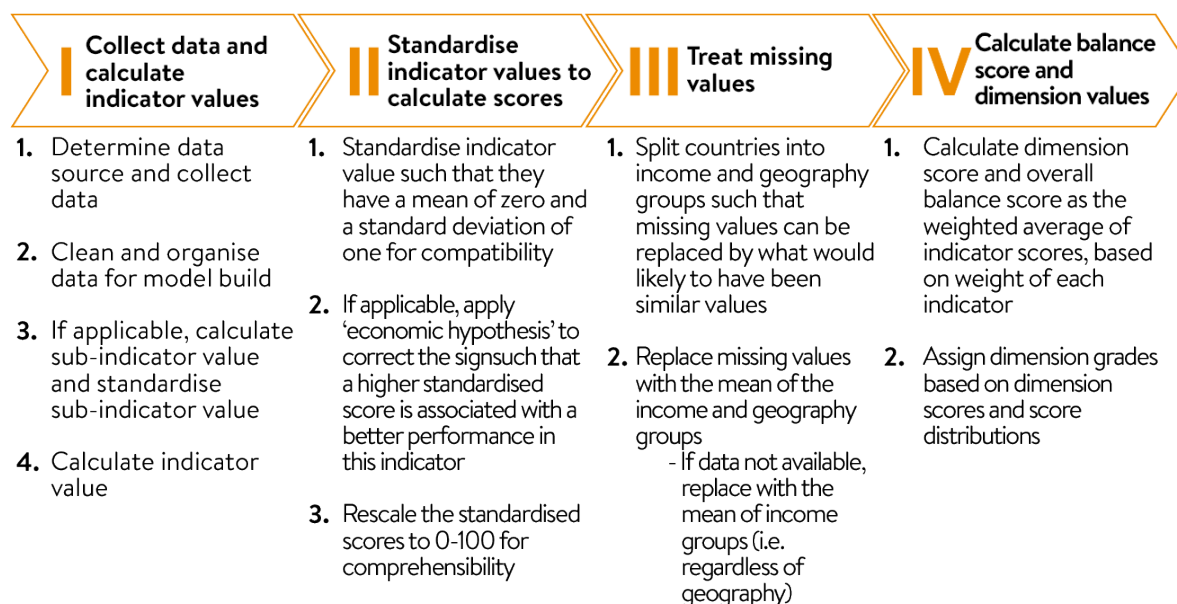 I
Collect data and
calculate
indicator values
1. Determine data
source and collect
data
2. Clean and organise
data for model build
3. If applicable, calculate
sub-indicator value
and standardise
sub-indicator value
4. Calculate indicator
value
II
Standardise
indicator values to
calculate scores
1. Standardise indicator
value such that they
have a mean of zero and
a standard deviation of
one for compatibility
2. If applicable, apply
‘economic hypothesis’ to
correct the signsuch that
a higher standardised
score is associated with a
better performance in
this indicator
3. Rescale the standardised
scores to 0-100 for
comprehensibility
III
Treat missing
values
1. Split countries into
income and geography
groups such that
missing values can be
replaced by what would
likely to have been
similar values
2. Replace missing values
with the mean of the
income and geography
groups
- If data not available,
replace with the
mean of income
groups (i.e.
regardless of
geography)
IV
Calculate balance
score and
dimension values
1. Calculate dimension
score and overall
balance score as the
weighted average of
indicator scores, based
on weight of each
indicator
2. Assign dimension grades
based on dimension
scores and score
distributions